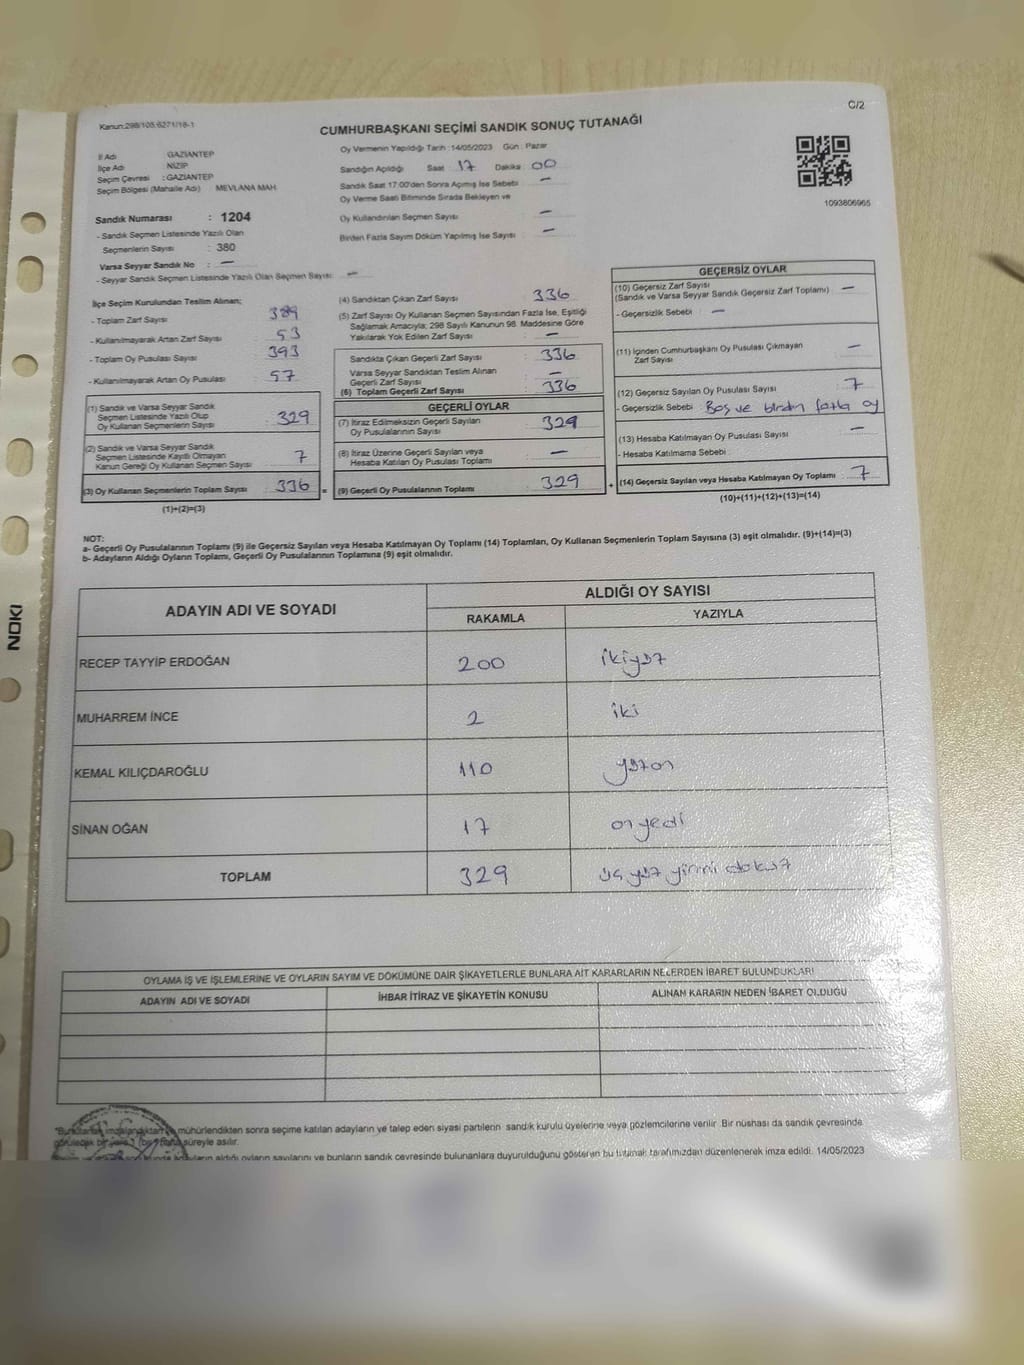 C/2
Kanun:298/105,6271/18-1
CUMHURBAŞKANI SEÇİMİ SANDIK SONUÇ TUTANAĞI
İl Adı : GAZİANTEP
İlçe Adı : NİZİP
Seçim Çevresi : GAZİANTEP
Seçim Bölgesi (Mahalle Adı) MEVLANA MAH.
Sandık Numarası : 1204
- Sandık Seçmen Listesinde Yazılı Olan
Seçmenlerin Sayısı : 380
Varsa Seyyar Sandık No : —
- Seyyar Sandık Seçmen Listesinde Yazılı Olan Seçmen Sayısı: —
Oy Vermenin Yapıldığı Tarih :14/05/2023 Gün : Pazar
Sandığın Açıldığı Saat 17 Dakika : 00
Sandık Saat 17.00'den Sonra Açımış İse Sebebi : —
Oy Verme Saati Bitiminde Sırada Bekleyen ve
Oy Kullandırılan Seçmen Sayısı —
Birden Fazla Sayım Döküm Yapılmış İse Sayısı : —
1093806965
İlçe Seçim Kurulundan Teslim Alınan;
- Toplam Zarf Sayısı : 389
- Kullanılmayarak Artan Zarf Sayısı : 53
- Toplam Oy Pusulası Sayısı : 393
- Kullanılmayarak Artan Oy Pusulası : 57
(1) Sandık ve Varsa Seyyar Sandık
Seçmen Listesinde Yazılı Olup
Oy Kullanan Seçmenlerin Sayısı : 329
(2) Sandık ve Varsa Seyyar Sandık
Seçmen Listesinde Kayıtlı Olmayan
Kanun Gereği Oy Kullanan Seçmen Sayısı : 7
(3) Oy Kullanan Seçmenlerin Toplam Sayısı : 336 =
(1)+(2)=(3)
(4) Sandıktan Çıkan Zarf Sayısı : 336
(5) Zarf Sayısı Oy Kullanan Seçmen Sayısından Fazla İse, Eşitliği
Sağlamak Amacıyla; 298 Sayılı Kanunun 98. Maddesine Göre
Yakılarak Yok Edilen Zarf Sayısı : —
Sandıkta Çıkan Geçerli Zarf Sayısı : 336
Varsa Seyyar Sandıktan Teslim Alınan
Geçerli Zarf Sayısı : —
(6) Toplam Geçerli Zarf Sayısı : 336
GEÇERLİ OYLAR
(7) İtiraz Edilmeksizin Geçerli Sayılan
Oy Pusulalarının Sayısı : 329
(8) İtiraz Üzerine Geçerli Sayılan veya
Hesaba Katılan Oy Pusulası Toplamı : —
(9) Geçerli Oy Pusulalarının Toplamı : 329 +
GEÇERSİZ OYLAR
(10) Geçersiz Zarf Sayısı
(Sandık ve Varsa Seyyar Sandık Geçersiz Zarf Toplamı) —
- Geçersizlik Sebebi : —
(11) İçinden Cumhurbaşkanı Oy Pusulası Çıkmayan
Zarf Sayısı —
(12) Geçersiz Sayılan Oy Pusulası Sayısı : 7
- Geçersizlik Sebebi : Boş ve birden fazla oy
(13) Hesaba Katılmayan Oy Pusulası Sayısı : —
- Hesaba Katılmama Sebebi :
(14) Geçersiz Sayılan veya Hesaba Katılmayan Oy Toplamı : 7
(10)+(11)+(12)+(13)=(14)
NOT:
a- Geçerli Oy Pusulalarının Toplamı (9) ile Geçersiz Sayılan veya Hesaba Katılmayan Oy Toplamı (14) Toplamları, Oy Kullanan Seçmenlerin Toplam Sayısına (3) eşit olmalıdır. (9)+(14)=(3)
b- Adayların Aldığı Oyların Toplamı, Geçerli Oy Pusulalarının Toplamına (9) eşit olmalıdır.
ADAYIN ADI VE SOYADI
ALDIĞI OY SAYISI
RAKAMLA YAZIYLA
RECEP TAYYİP ERDOĞAN 200 ikiyüz
MUHARREM İNCE 2 iki
KEMAL KILIÇDAROĞLU 110 yüzon
SİNAN OĞAN 17 onyedi
TOPLAM 329 üçyüz yirmi dokuz
OYLAMA İŞ VE İŞLEMLERİNE VE OYLARIN SAYIM VE DÖKÜMÜNE DAİR ŞİKAYETLERLE BUNLARA AİT KARARLARIN NELERDEN İBARET BULUNDUKLARI
ADAYIN ADI VE SOYADI İHBAR İTİRAZ VE ŞİKAYETİN KONUSU ALINAN KARARIN NEDEN İBARET OLDUĞU
mühürlendikten sonra seçime katılan adayların ve talep eden siyasi partilerin sandık kurulu üyelerine veya gözlemcilerine verilir. Bir nüshası da sandık çevresinde
süreyle asılır.
aldığı oyların sayılarını ve bunların sandık çevresinde bulunanlara duyurulduğunu gösteren bu tutanak tarafımızdan düzenlenerek imza edildi. 14/05/2023
NOKI